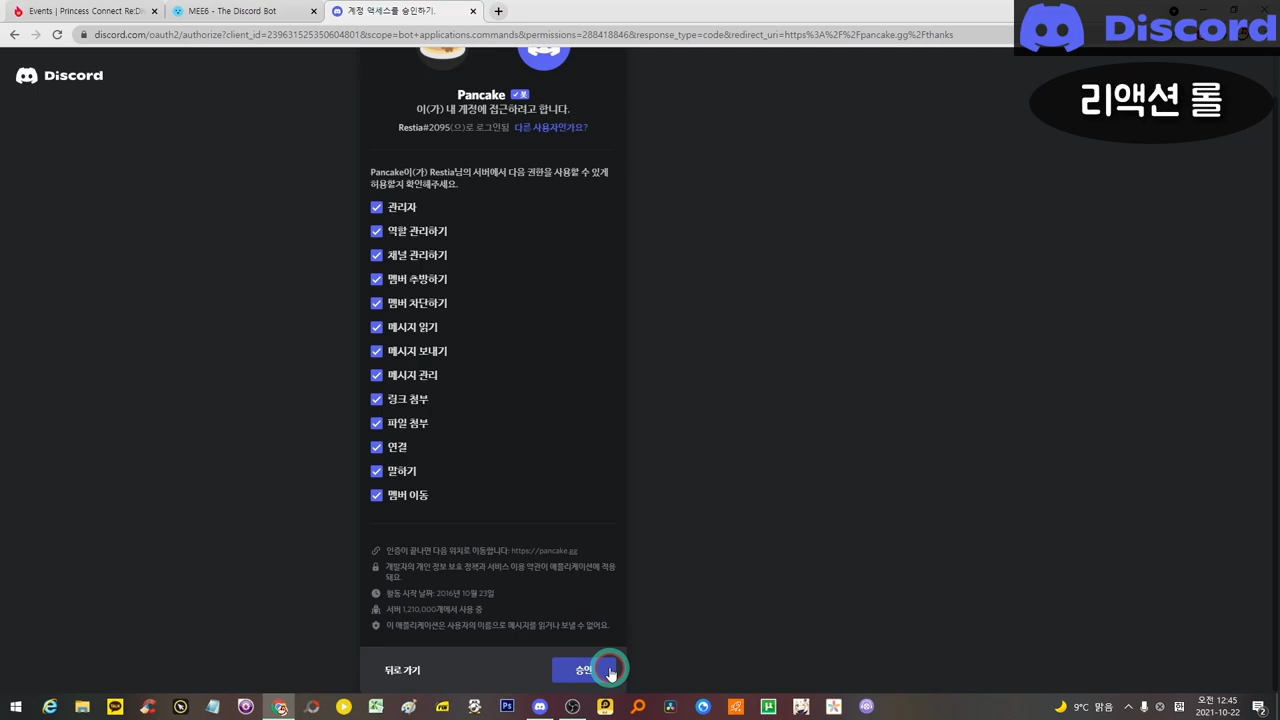 Events | Princess Connect Re:Di
MEE6 - The Discord Bot
계정 액세스를 승인하기.
discord.com/oauth2/authorize?client_id=239631525350604801&scope=bot+applications.commands&permissions=288418846&response_type=code&redirect_uri=https%3A%2F%2Fpancake.gg%2Fthanks
Discord
리액션 롤
Discord
Pancake ✓ 봇
이(가) 내 계정에 접근하려고 합니다.
Restia#2095(으)로 로그인됨 다른 사용자인가요?
Pancake이(가) Restia님의 서버에서 다음 권한을 사용할 수 있게
허용할지 확인해주세요.
관리자
역할 관리하기
채널 관리하기
멤버 추방하기
멤버 차단하기
메시지 읽기
메시지 보내기
메시지 관리
링크 첨부
파일 첨부
연결
말하기
멤버 이동
인증이 끝나면 다음 위치로 이동합니다: https://pancake.gg
개발자의 개인 정보 보호 정책과 서비스 이용 약관이 애플리케이션에 적용
돼요.
활동 시작 날짜: 2016년 10월 23일
서버 1,210,000개에서 사용 중
이 애플리케이션은 사용자의 이름으로 메시지를 읽거나 보낼 수 없어요.
뒤로 가기
승인
9°C 맑음
오전 12:45
2021-10-22